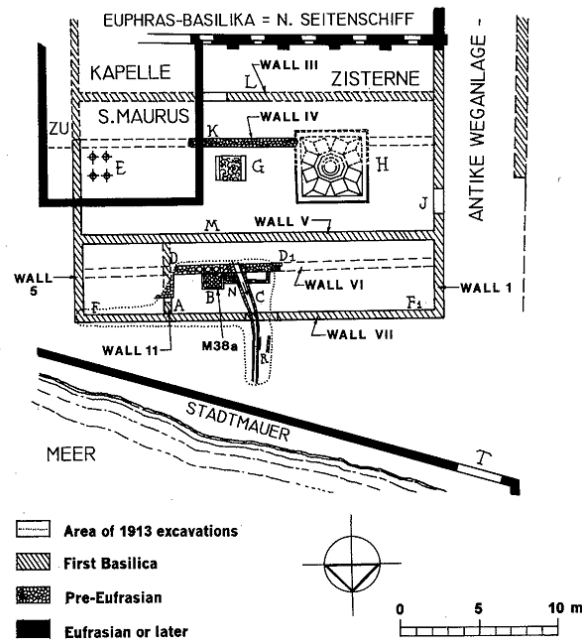 EUPHRAS-BASILIKA = N. SEITENSCHIFF
KAPELLE
WALL III
L
ZISTERNE
S.MAURUS
WALL IV
ZU
K
E
G
H
J
ANTIKE WEGANLAGE -
M
WALL V
D
D1
WALL 5
WALL VI
WALL 1
F
A
B
N
C
F1
WALL 11
M38a
WALL VII
R
STADTMAUER
MEER
T
Area of 1913 excavations
First Basilica
Pre-Eufrasian
Eufrasian or later
0 5 10 m